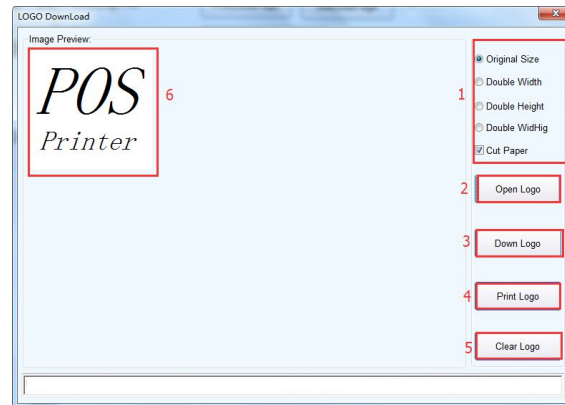 LOGO DownLoad
Image Preview:
POS
Printer
6
1
Original Size
Double Width
Double Height
Double WidHig
Cut Paper
2
Open Logo
3
Down Logo
4
Print Logo
5
Clear Logo